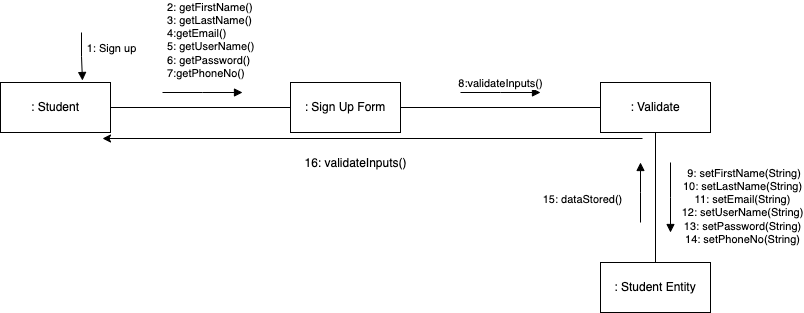 2: getFirstName()
3: getLastName()
4:getEmail()
5: getUserName()
6: getPassword()
7:getPhoneNo()
1: Sign up
8:validateInputs()
: Student
: Sign Up Form
: Validate
16: validateInputs()
9: setFirstName(String)
10: setLastName(String)
11: setEmail(String)
12: setUserName(String)
13: setPassword(String)
14: setPhoneNo(String)
15: dataStored()
: Student Entity